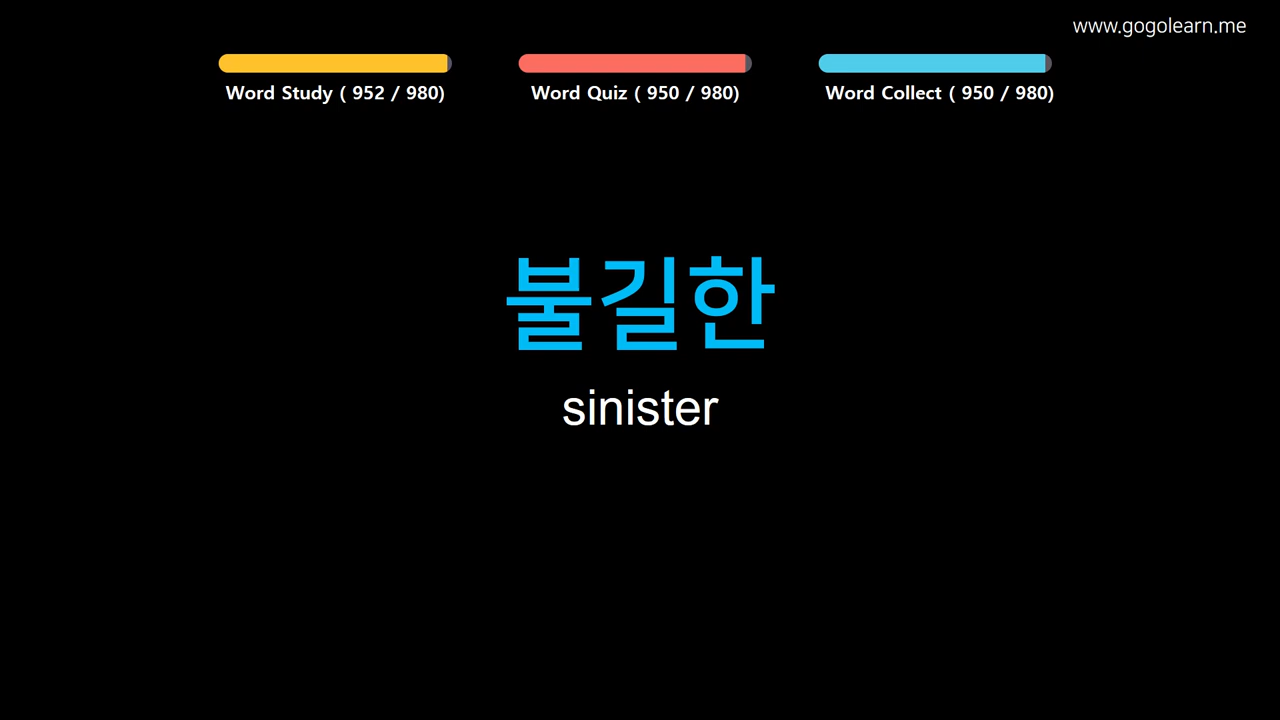 www.gogolearn.me
Word Study ( 952 / 980)
Word Quiz ( 950 / 980)
Word Collect ( 950 / 980)
불길한
sinister